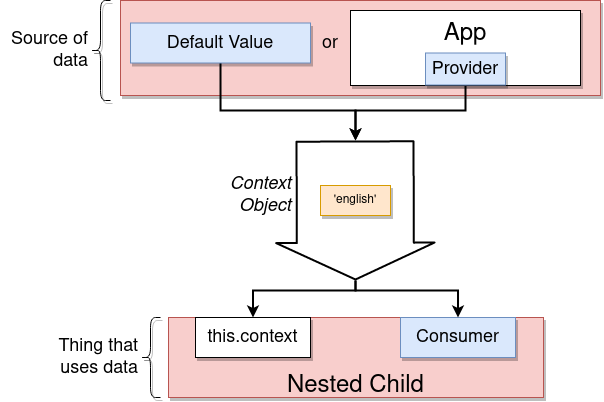 Source of
data
Default Value
or
App
Provider
Context
Object
'english'
Thing that
uses data
this.context
Consumer
Nested Child